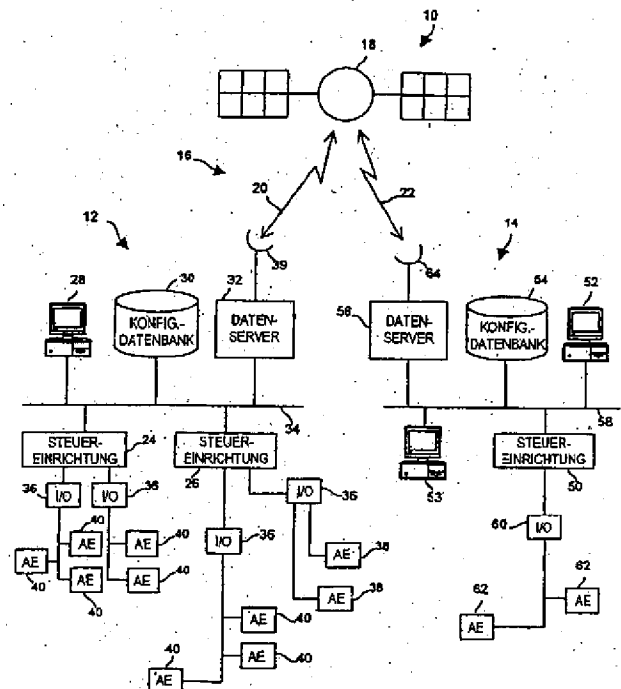 10
18
16
20
22
12
14
39
64
28
30
32
56
54
52
KONFIG.-
DATENBANK
DATEN-
SERVER
DATEN-
SERVER
KONFIG.-
DATENBANK
34
58
STEUER-
EINRICHTUNG
24
STEUER-
EINRICHTUNG
26
53
STEUER-
EINRICHTUNG
50
36
I/O
I/O
36
I/O
36
I/O
36
60
I/O
40
AE
AE
40
AE
40
AE
40
AE
40
AE
38
AE
38
AE
40
AE
40
AE
40
62
AE
62
AE